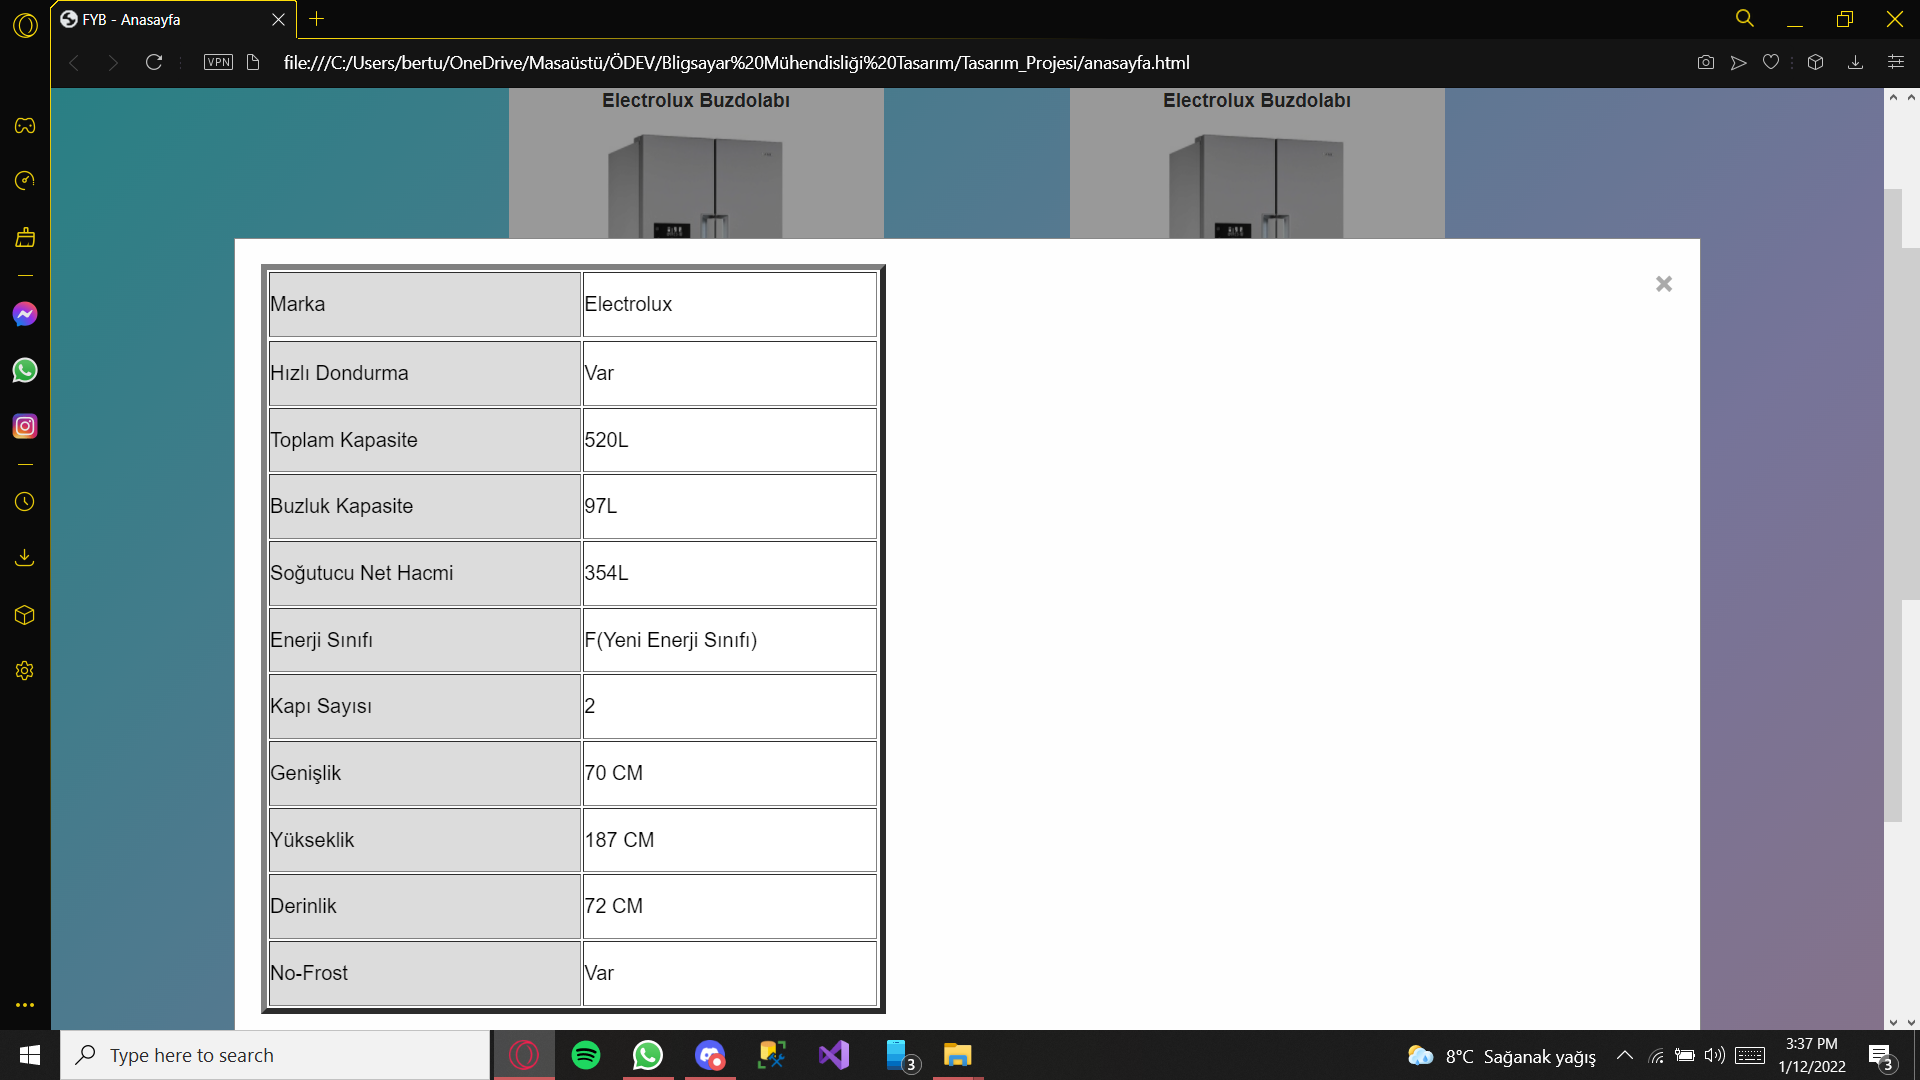 FYB - Anasayfa
VPN
file:///C:/Users/bertu/OneDrive/Masaüstü/ÖDEV/Bligsayar%20Mühendisliği%20Tasarım/Tasarım_Projesi/anasayfa.html
Electrolux Buzdolabı Electrolux Buzdolabı
Marka Electrolux
Hızlı Dondurma Var
Toplam Kapasite 520L
Buzluk Kapasite 97L
Soğutucu Net Hacmi 354L
Enerji Sınıfı F(Yeni Enerji Sınıfı)
Kapı Sayısı 2
Genişlik 70 CM
Yükseklik 187 CM
Derinlik 72 CM
No-Frost Var
Type here to search
3
8°C Sağanak yağış
3:37 PM
1/12/2022
3